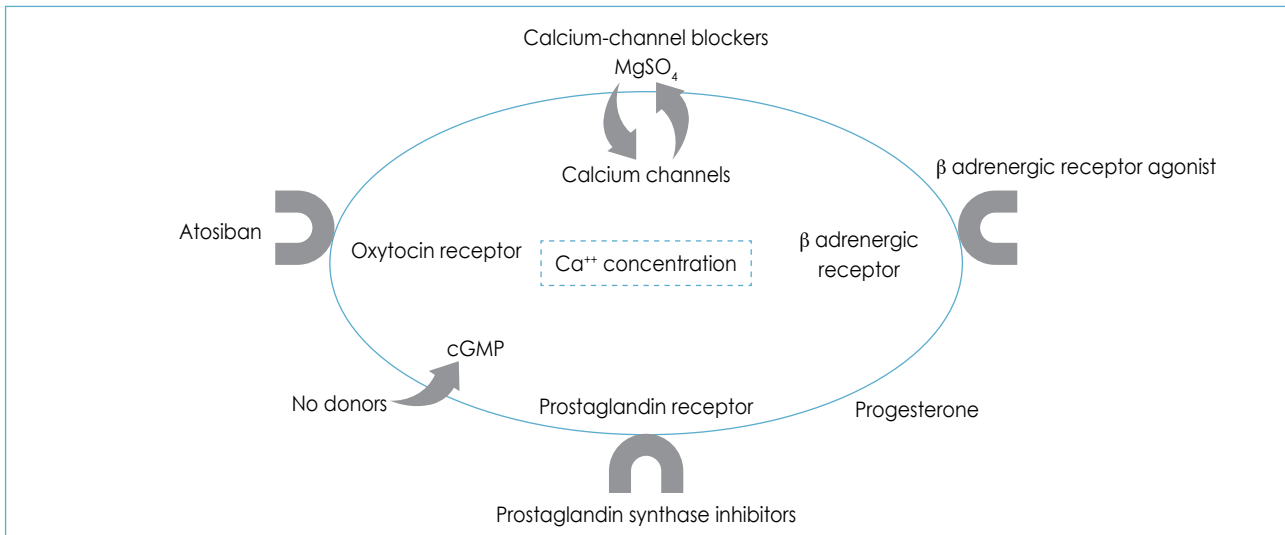 Calcium-channel blockers
MgSO₄
Calcium channels
β adrenergic receptor agonist
Atosiban
Oxytocin receptor
Ca⁺⁺ concentration
β adrenergic
receptor
cGMP
No donors
Prostaglandin receptor
Progesterone
Prostaglandin synthase inhibitors